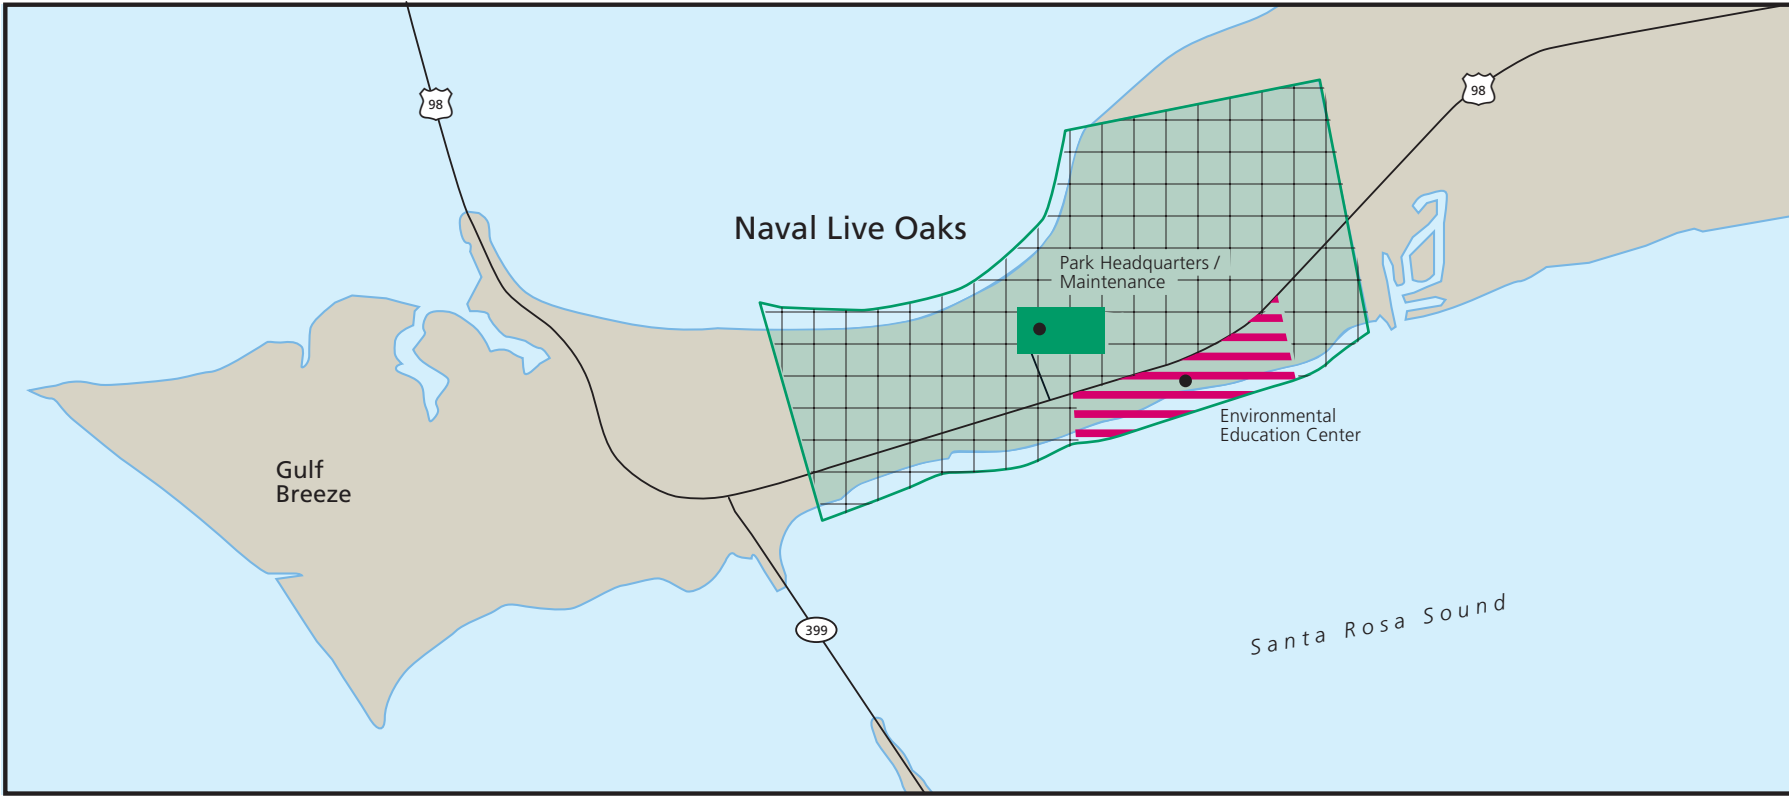 98
98
Naval Live Oaks
Park Headquarters /
Maintenance
Environmental
Education Center
Gulf
Breeze
399
Santa Rosa Sound